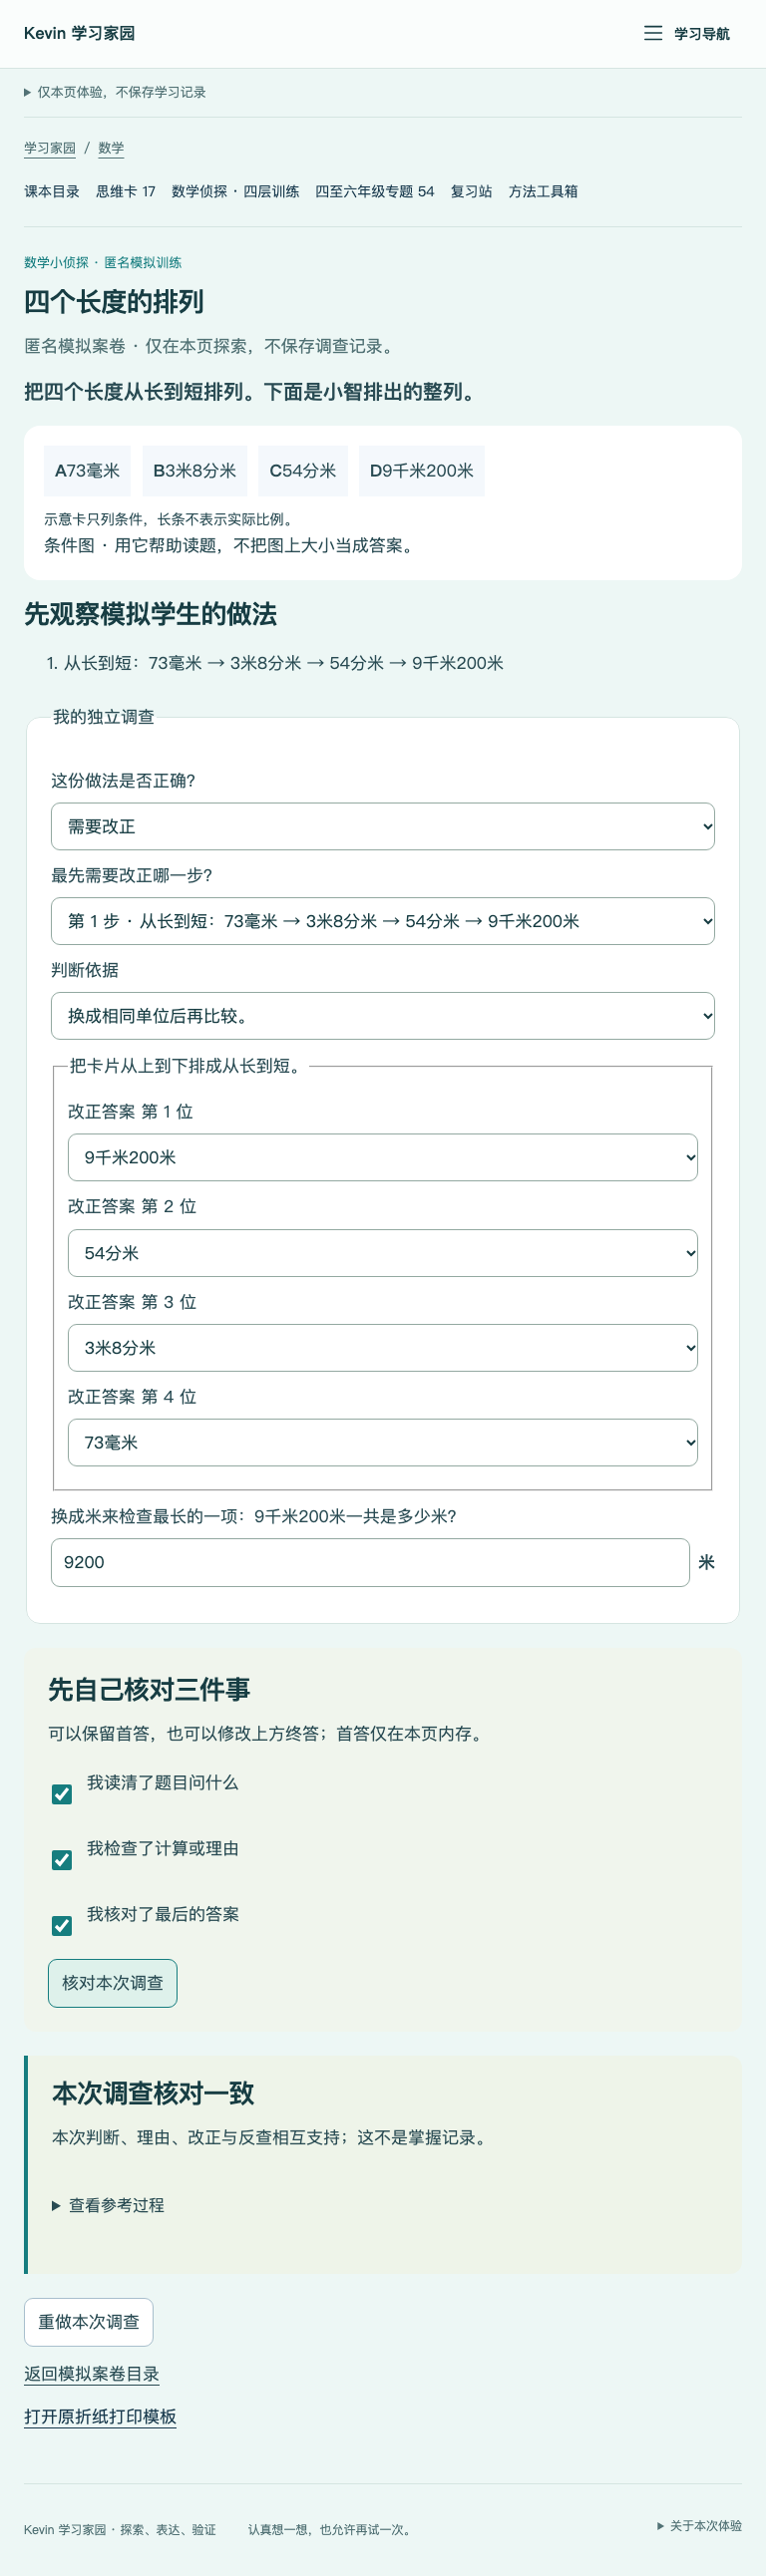 Kevin 学习家园
学习导航
仅本页体验，不保存学习记录
学习家园 / 数学
课本目录 思维卡 17 数学侦探 · 四层训练 四至六年级专题 54 复习站 方法工具箱
数学小侦探 · 匿名模拟训练
四个长度的排列
匿名模拟案卷 · 仅在本页探索，不保存调查记录。
把四个长度从长到短排列。下面是小智排出的整列。
A73毫米 B3米8分米 C54分米 D9千米200米
示意卡只列条件，长条不表示实际比例。
条件图 · 用它帮助读题，不把图上大小当成答案。
先观察模拟学生的做法
1. 从长到短：73毫米 → 3米8分米 → 54分米 → 9千米200米
我的独立调查
这份做法是否正确？
需要改正
最先需要改正哪一步？
第 1 步 · 从长到短：73毫米 → 3米8分米 → 54分米 → 9千米200米
判断依据
换成相同单位后再比较。
把卡片从上到下排成从长到短。
改正答案 第 1 位
9千米200米
改正答案 第 2 位
54分米
改正答案 第 3 位
3米8分米
改正答案 第 4 位
73毫米
换成米来检查最长的一项：9千米200米一共是多少米？
9200 米
先自己核对三件事
可以保留首答，也可以修改上方终答；首答仅在本页内存。
我读清了题目问什么
我检查了计算或理由
我核对了最后的答案
核对本次调查
本次调查核对一致
本次判断、理由、改正与反查相互支持；这不是掌握记录。
查看参考过程
重做本次调查
返回模拟案卷目录
打开原折纸打印模板
Kevin 学习家园 · 探索、表达、验证
认真想一想，也允许再试一次。
关于本次体验